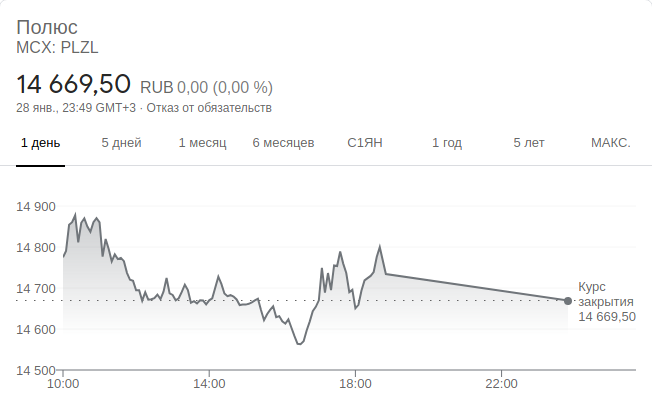 Полюс
MCX: PLZL
14 669,50 RUB 0,00 (0,00 %)
28 янв., 23:49 GMT+3 · Отказ от обязательств
1 день 5 дней 1 месяц 6 месяцев С1ЯН 1 год 5 лет МАКС.
14 900
14 800
14 700
14 600
14 500
Курс
закрытия
14 669,50
10:00 14:00 18:00 22:00